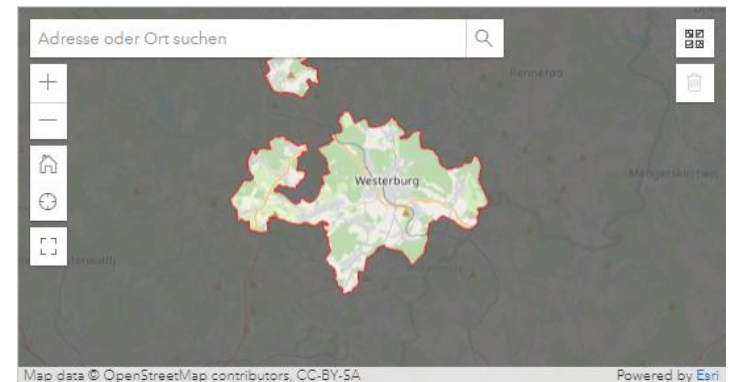 Adresse oder Ort suchen
Rennerod
Westerburg
Mengerskirchen
Map data © OpenStreetMap contributors, CC-BY-SA
Powered by Esri